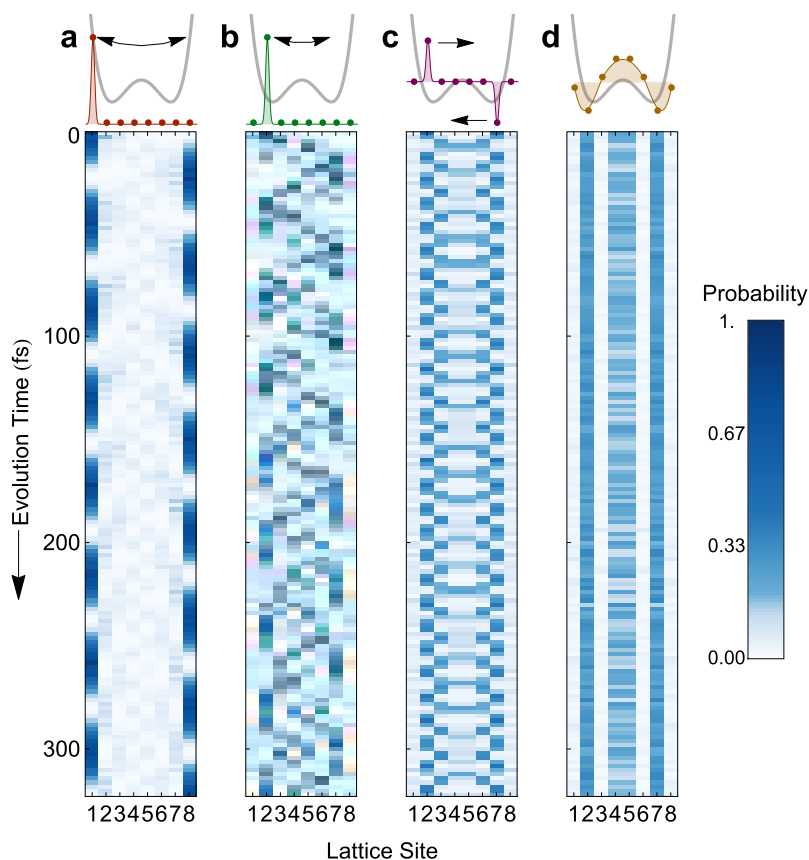 a
b
c
d
0
100
200
300
Evolution Time (fs)
Probability
1.
0.67
0.33
0.00
12345678
12345678
12345678
12345678
Lattice Site